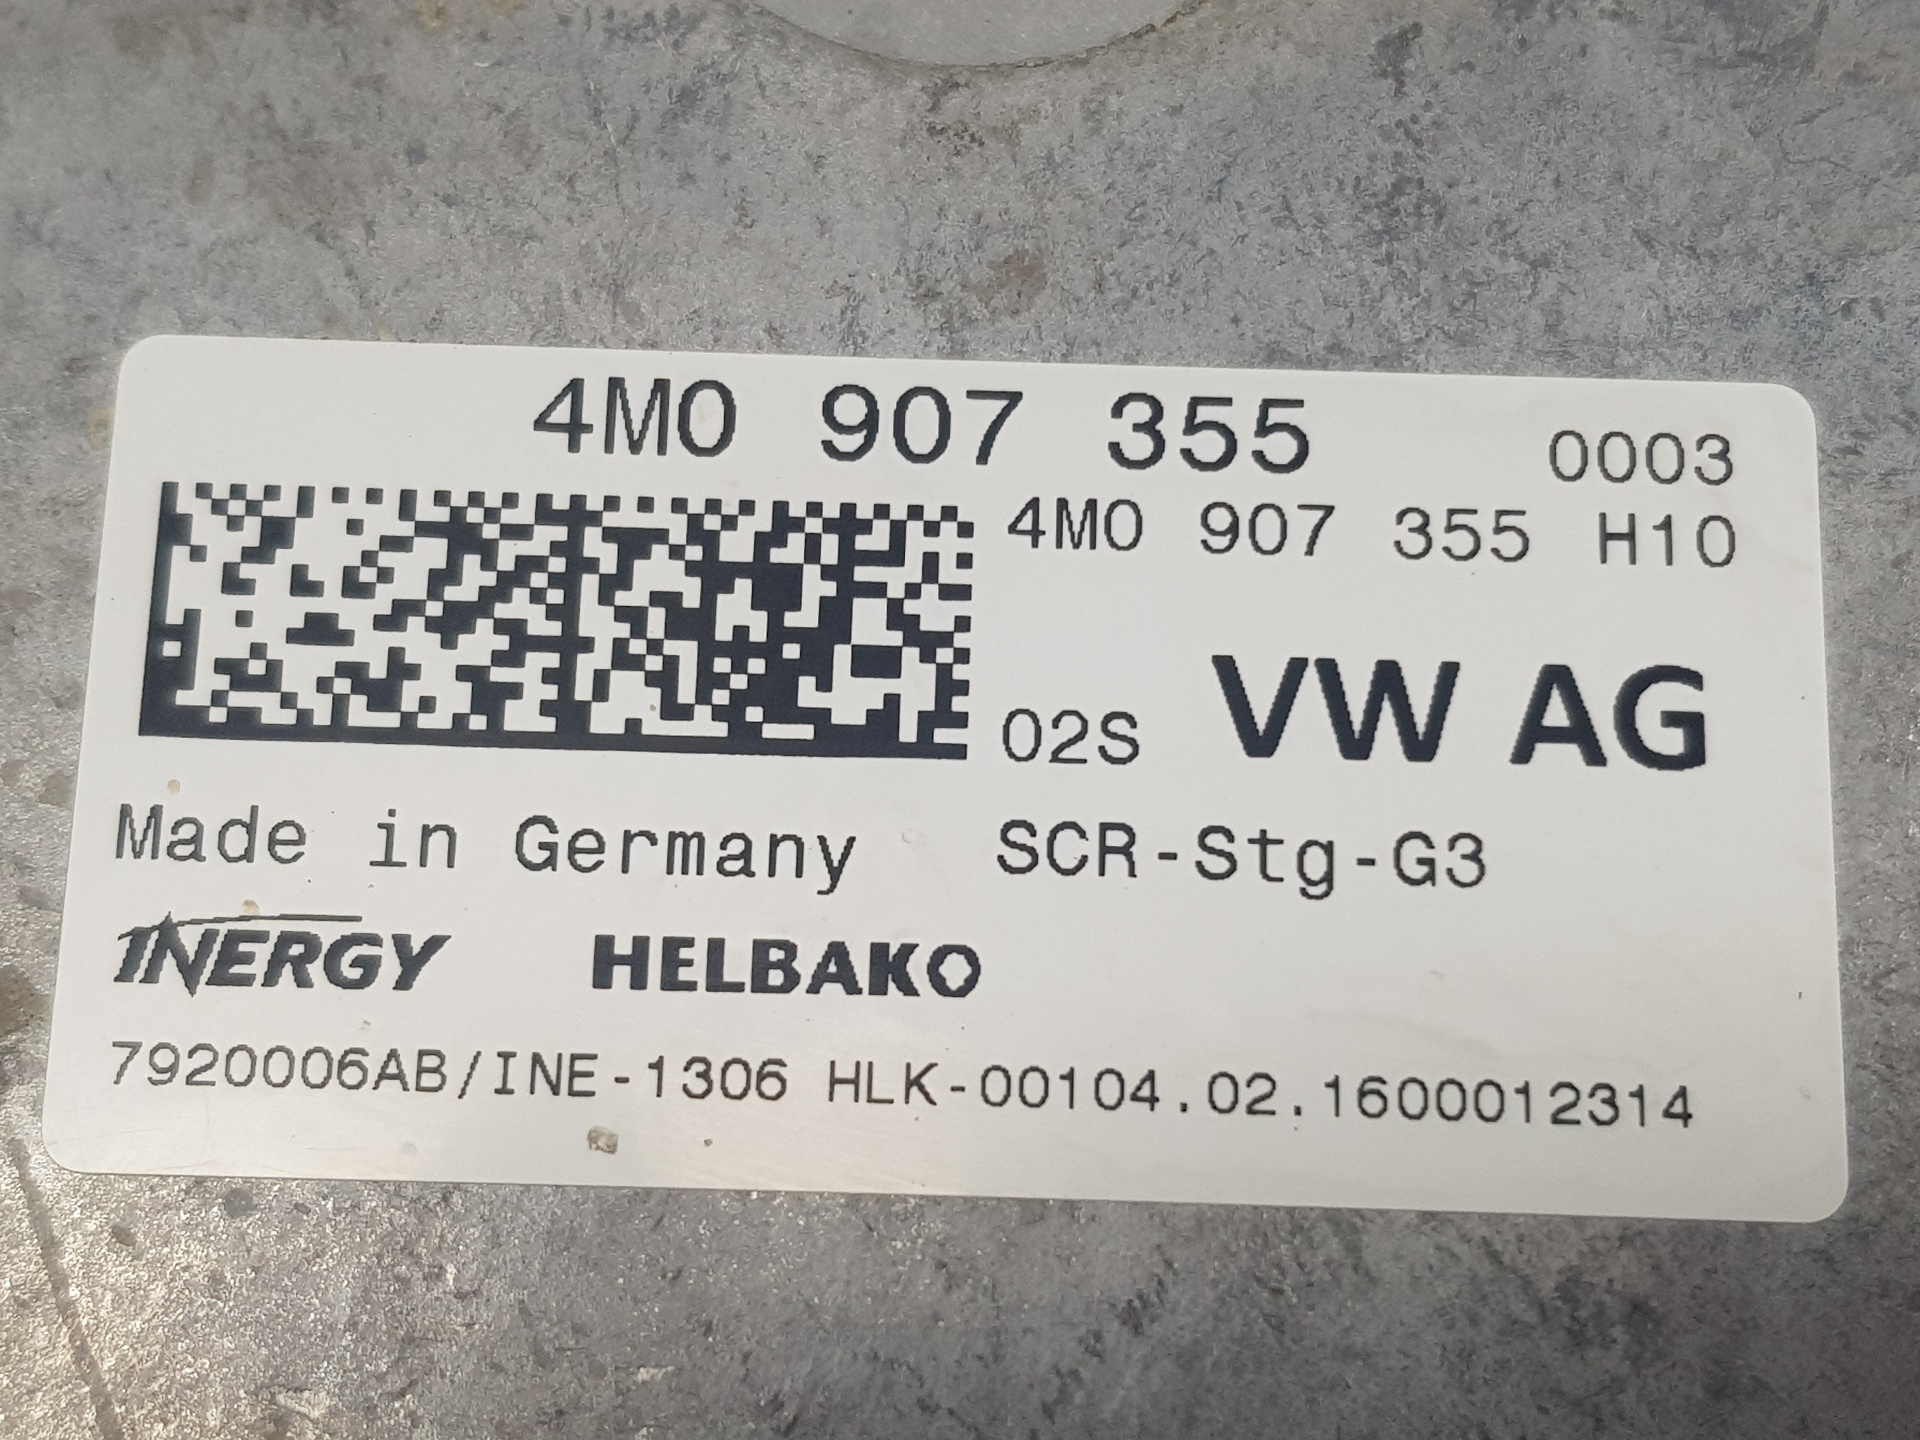 4M0 907 355 0003
4M0 907 355 H10
02S VW AG
Made in Germany SCR-Stg-G3
INERGY HELBAKO
7920006AB/INE-1306 HLK-00104.02.1600012314